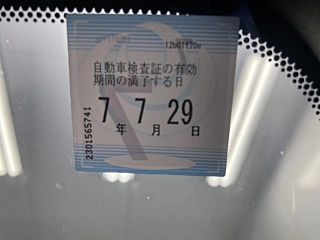 12b01f70e
自動車検査証の有効
期間の満了する日
7 7 29
年 月 日
2301565741